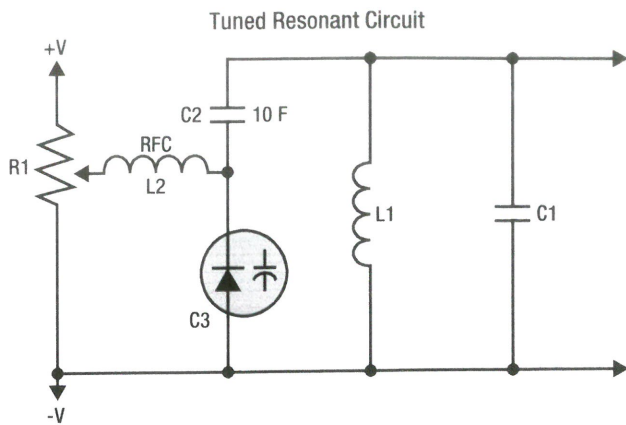 Tuned Resonant Circuit
+V
C2
10 F
RFC
R1
L2
L1
C1
C3
-V